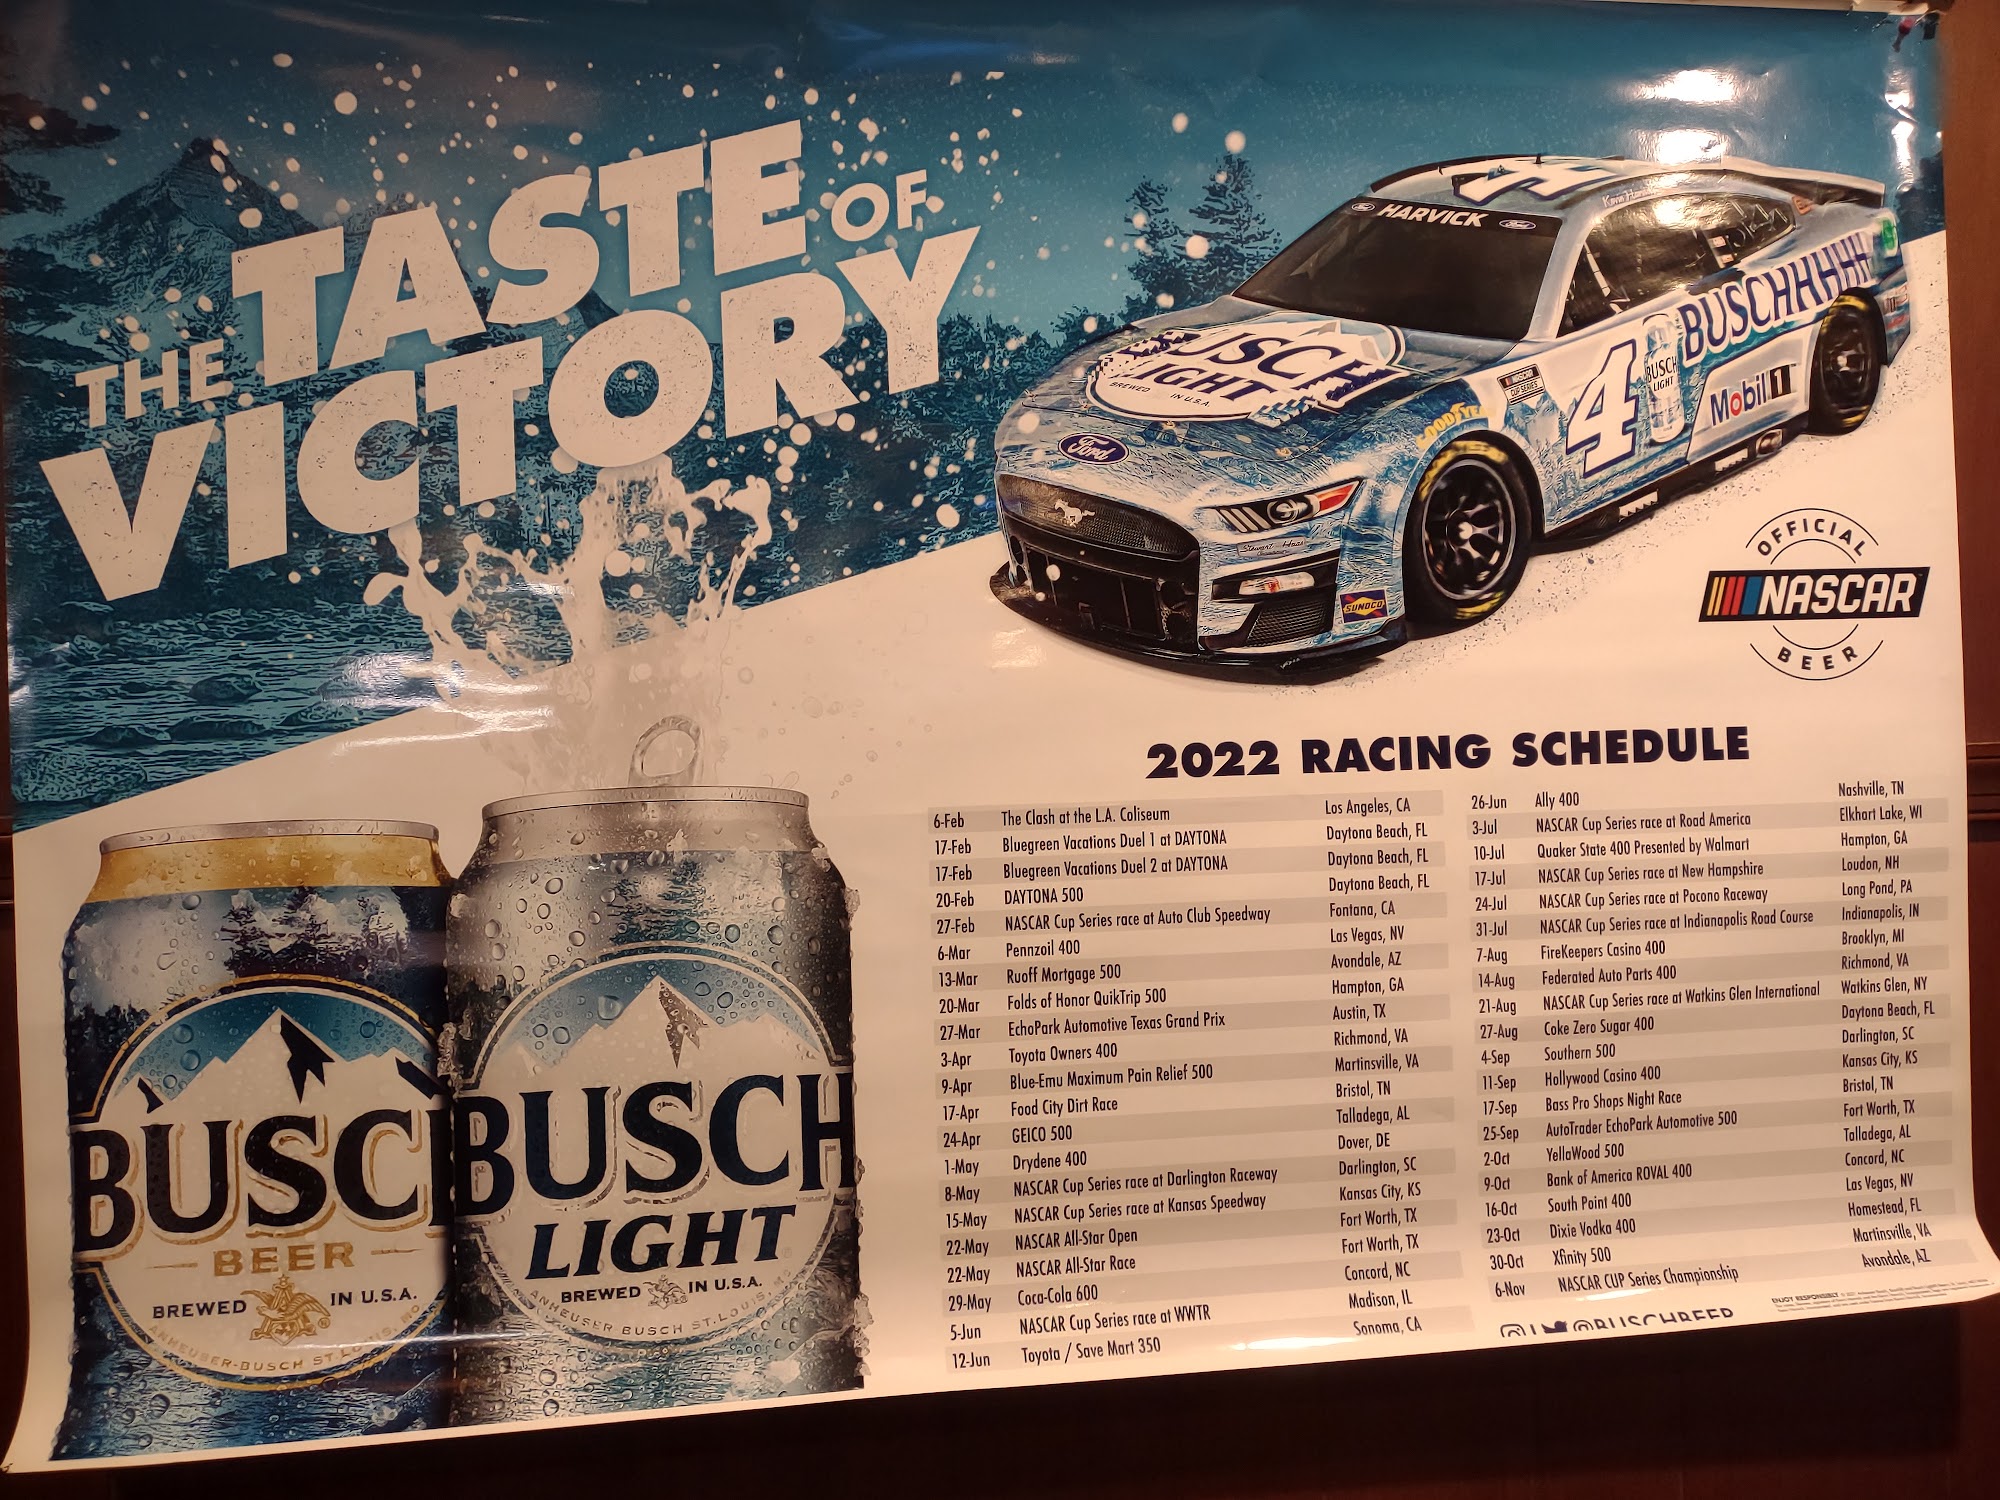 THE TASTE OF
VICTORY
HARVICK
Ford
BUSCH
LIGHT
BREWED IN U.S.A.
Ford
GOODYEAR
NASCAR
CUP SERIES
4
BUSCH
LIGHT
BUSCHHHHH
Mobil 1
Stewart-Haas
SUNOCO
OFFICIAL
NASCAR
BEER
BUSCH
BEER
BREWED IN U.S.A.
ANHEUSER-BUSCH ST. LOUIS, MO
BUSCH
LIGHT
BREWED IN U.S.A.
ANHEUSER BUSCH ST. LOUIS, MO
2022 RACING SCHEDULE
6-Feb The Clash at the L.A. Coliseum Los Angeles, CA
17-Feb Bluegreen Vacations Duel 1 at DAYTONA Daytona Beach, FL
17-Feb Bluegreen Vacations Duel 2 at DAYTONA Daytona Beach, FL
20-Feb DAYTONA 500 Daytona Beach, FL
27-Feb NASCAR Cup Series race at Auto Club Speedway Fontana, CA
6-Mar Pennzoil 400 Las Vegas, NV
13-Mar Ruoff Mortgage 500 Avondale, AZ
20-Mar Folds of Honor QuikTrip 500 Hampton, GA
27-Mar EchoPark Automotive Texas Grand Prix Austin, TX
3-Apr Toyota Owners 400 Richmond, VA
9-Apr Blue-Emu Maximum Pain Relief 500 Martinsville, VA
17-Apr Food City Dirt Race Bristol, TN
24-Apr GEICO 500 Talladega, AL
1-May Drydene 400 Dover, DE
8-May NASCAR Cup Series race at Darlington Raceway Darlington, SC
15-May NASCAR Cup Series race at Kansas Speedway Kansas City, KS
22-May NASCAR All-Star Open Fort Worth, TX
22-May NASCAR All-Star Race Fort Worth, TX
29-May Coca-Cola 600 Concord, NC
5-Jun NASCAR Cup Series race at WWTR Madison, IL
12-Jun Toyota / Save Mart 350 Sonoma, CA
26-Jun Ally 400 Nashville, TN
3-Jul NASCAR Cup Series race at Road America Elkhart Lake, WI
10-Jul Quaker State 400 Presented by Walmart Hampton, GA
17-Jul NASCAR Cup Series race at New Hampshire Loudon, NH
24-Jul NASCAR Cup Series race at Pocono Raceway Long Pond, PA
31-Jul NASCAR Cup Series race at Indianapolis Road Course Indianapolis, IN
7-Aug FireKeepers Casino 400 Brooklyn, MI
14-Aug Federated Auto Parts 400 Richmond, VA
21-Aug NASCAR Cup Series race at Watkins Glen International Watkins Glen, NY
27-Aug Coke Zero Sugar 400 Daytona Beach, FL
4-Sep Southern 500 Darlington, SC
11-Sep Hollywood Casino 400 Kansas City, KS
17-Sep Bass Pro Shops Night Race Bristol, TN
25-Sep AutoTrader EchoPark Automotive 500 Fort Worth, TX
2-Oct YellaWood 500 Talladega, AL
9-Oct Bank of America ROVAL 400 Concord, NC
16-Oct South Point 400 Las Vegas, NV
23-Oct Dixie Vodka 400 Homestead, FL
30-Oct Xfinity 500 Martinsville, VA
6-Nov NASCAR CUP Series Championship Avondale, AZ
@BUSCHBEER
ENJOY RESPONSIBLY